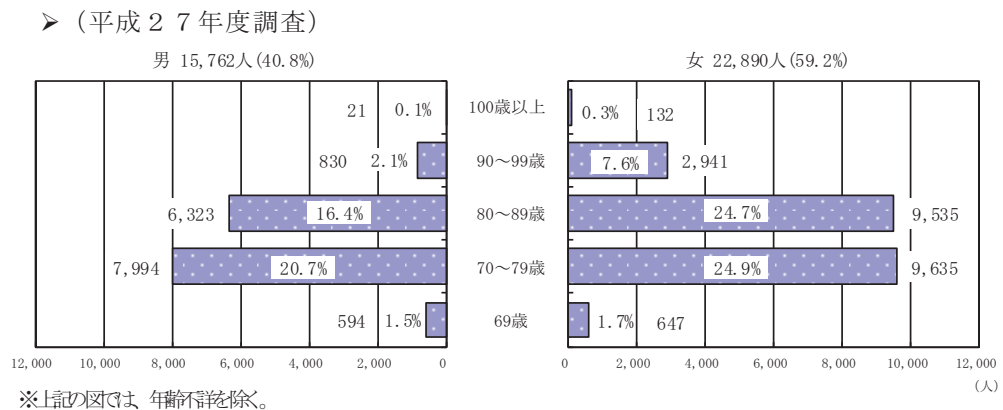 ➢（平成２７年度調査）
男 15,762人(40.8%)
女 22,890人(59.2%)
21 0.1% 100歳以上 0.3% 132
830 2.1% 90～99歳 7.6% 2,941
6,323 16.4% 80～89歳 24.7% 9,535
7,994 20.7% 70～79歳 24.9% 9,635
594 1.5% 69歳 1.7% 647
12,000 10,000 8,000 6,000 4,000 2,000 0
0 2,000 4,000 6,000 8,000 10,000 12,000
(人)
※上記の図では、年齢不詳を除く。